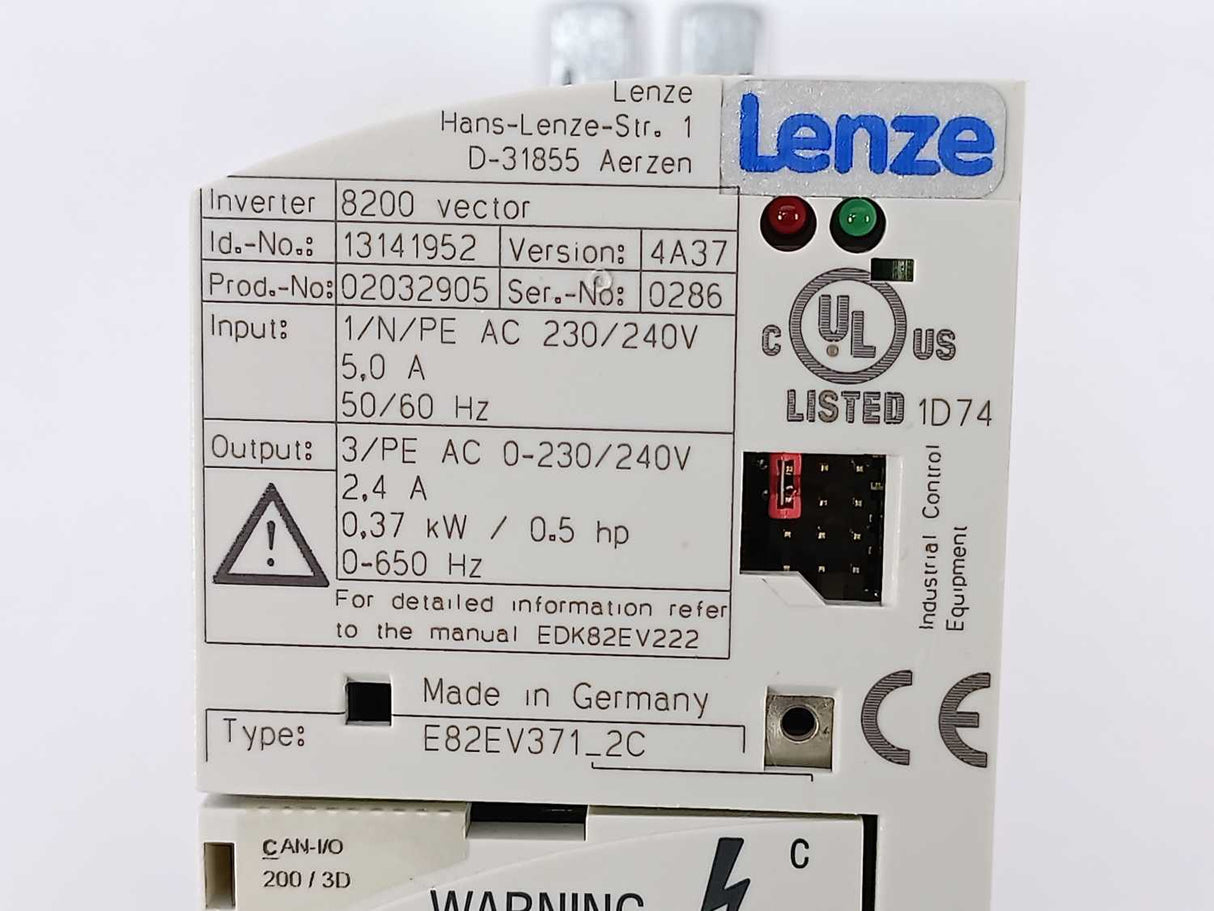 Lenze
Hans-Lenze-Str. 1
D-31855 Aerzen
Lenze
Inverter 8200 vector
Id.-No.: 13141952 Version: 4A37
Prod.-No: 02032905 Ser.-No: 0286
Input: 1/N/PE AC 230/240V
5,0 A
50/60 Hz
Output: 3/PE AC 0-230/240V
2,4 A
0,37 kW / 0.5 hp
0-650 Hz
For detailed information refer
to the manual EDK82EV222
C UL US
LISTED 1D74
Industrial Control
Equipment
Made in Germany
CE
Type: E82EV371_2C
CAN-I/O
200 / 3D
C
WARNING